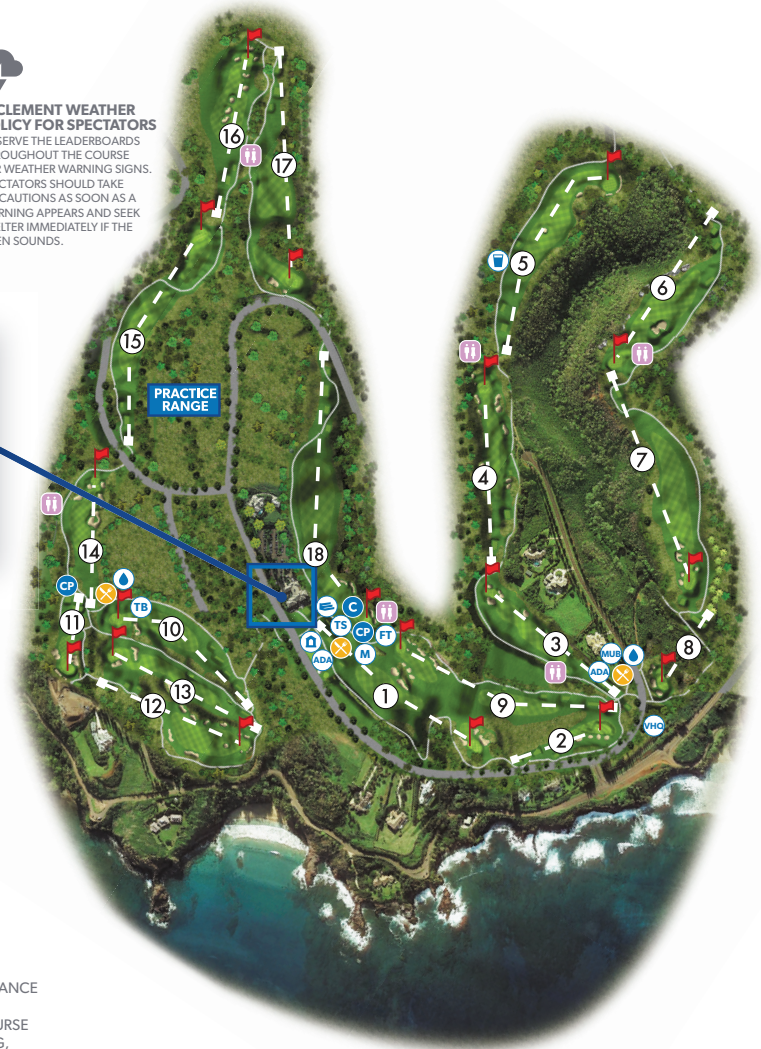 CLEMENT WEATHER
LICY FOR SPECTATORS
SERVE THE LEADERBOARDS
OUGHOUT THE COURSE
R WEATHER WARNING SIGNS.
CTATORS SHOULD TAKE
CAUTIONS AS SOON AS A
RNING APPEARS AND SEEK
LTER IMMEDIATELY IF THE
EN SOUNDS.
16
17
5
6
15
PRACTICE
RANGE
7
4
14
18
CP
TB
11
10
C
TS
CP
FT
M
ADA
3
8
MUB
ADA
13
12
1
9
2
VHQ
ANCE
URSE
G,